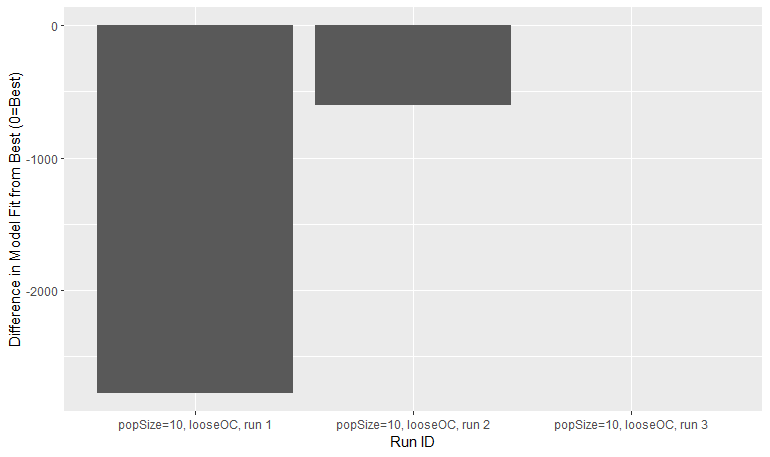 Difference in Model Fit from Best (0=Best)
0
-1000
-2000
popSize=10, looseOC, run 1
popSize=10, looseOC, run 2
popSize=10, looseOC, run 3
Run ID